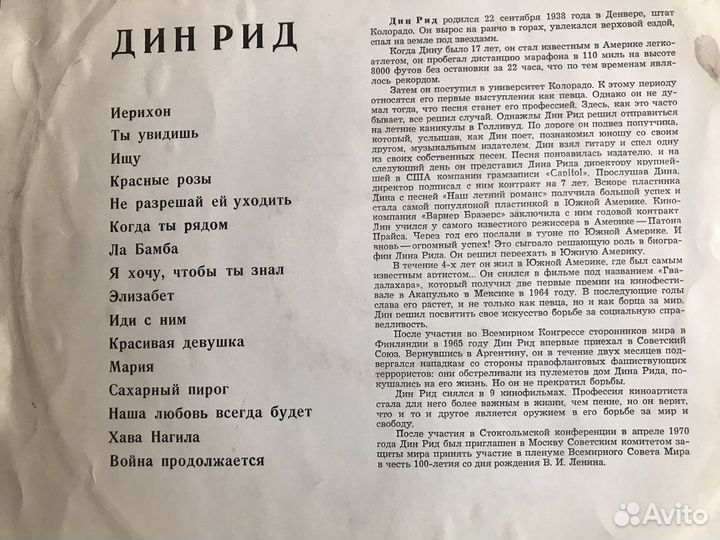 ДИН РИД
Иерихон
Ты увидишь
Ищу
Красные розы
Не разрешай ей уходить
Когда ты рядом
Ла Бамба
Я хочу, чтобы ты знал
Элизабет
Иди с ним
Красивая девушка
Мария
Сахарный пирог
Наша любовь всегда будет
Хава Нагила
Война продолжается
Дин Рид родился 22 сентября 1938 года в Денвере, штат
Колорадо. Он вырос на ранчо в горах, увлекался верховой ездой,
спал на земле под звездами.
Когда Дину было 17 лет, он стал известным в Америке легко-
атлетом, он пробегал дистанцию марафона в 110 миль на высоте
8000 футов без остановки за 22 часа, что по тем временам явля-
лось рекордом.
Затем он поступил в университет Колорадо. К этому периоду
относятся его первые выступления как певца. Однако он не ду-
мал тогда, что песня станет его профессией. Здесь, как это часто
бывает, все решил случай. Однажды Дин Рид решил отправиться
на летние каникулы в Голливуд. По дороге он подвез попутчика,
который, услышав, как Дин поет, познакомил юношу со своим
другом, музыкальным издателем. Дин взял гитару и спел одну
из своих собственных песен. Песня понравилась издателю, и на
следующий день он представил Дина Рида директору крупней-
шей в США компании грамзаписи «Capitol». Прослушав Дина,
директор подписал с ним контракт на 7 лет. Вскоре пластинка
Дина с песней «Наш летний романс» получила большой успех и
стала самой популярной пластинкой в Южной Америке. Кино-
компания «Варнер Бразерс» заключила с ним годовой контракт
Дин учился у самого известного режиссера в Америке—Патона
Прайса. Через год его послали в турне по Южной Америке. И
вновь—огромный успех! Это сыграло решающую роль в биогра-
фии Дина Рида. Он решил переехать в Южную Америку.
В течение 4-х лет он жил в Южной Америке, где был самым
известным артистом... Он снялся в фильме под названием «Гва-
далахара», который получил две первые премии на кинофести-
вале в Акапулько в Мексике в 1964 году. В последующие годы
слава его растет, и не только как певца, но и как борца за мир.
Дин решил посвятить свое искусство борьбе за социальную спра-
ведливость.
После участия во Всемирном Конгрессе сторонников мира в
Финляндии в 1965 году Дин Рид впервые приехал в Советский
Союз. Вернувшись в Аргентину, он в течение двух месяцев под-
вергался нападкам со стороны правофланговых фашиствующих
террористов: они обстреливали из пулеметов дом Дина Рида, по-
кушались на его жизнь. Но он не прекратил борьбы.
Дин Рид снялся в 9 кинофильмах. Профессия киноартиста
стала для него более важным в жизни, чем пение, но он верит,
что и то и другое является оружием в его борьбе за мир и
свободу.
После участия в Стокгольмской конференции в апреле 1970
года Дин Рид был приглашен в Москву Советским комитетом за-
щиты мира принять участие в пленуме Всемирного Совета Мира
в честь 100-летия со дня рождения В. И. Ленина.
Avito